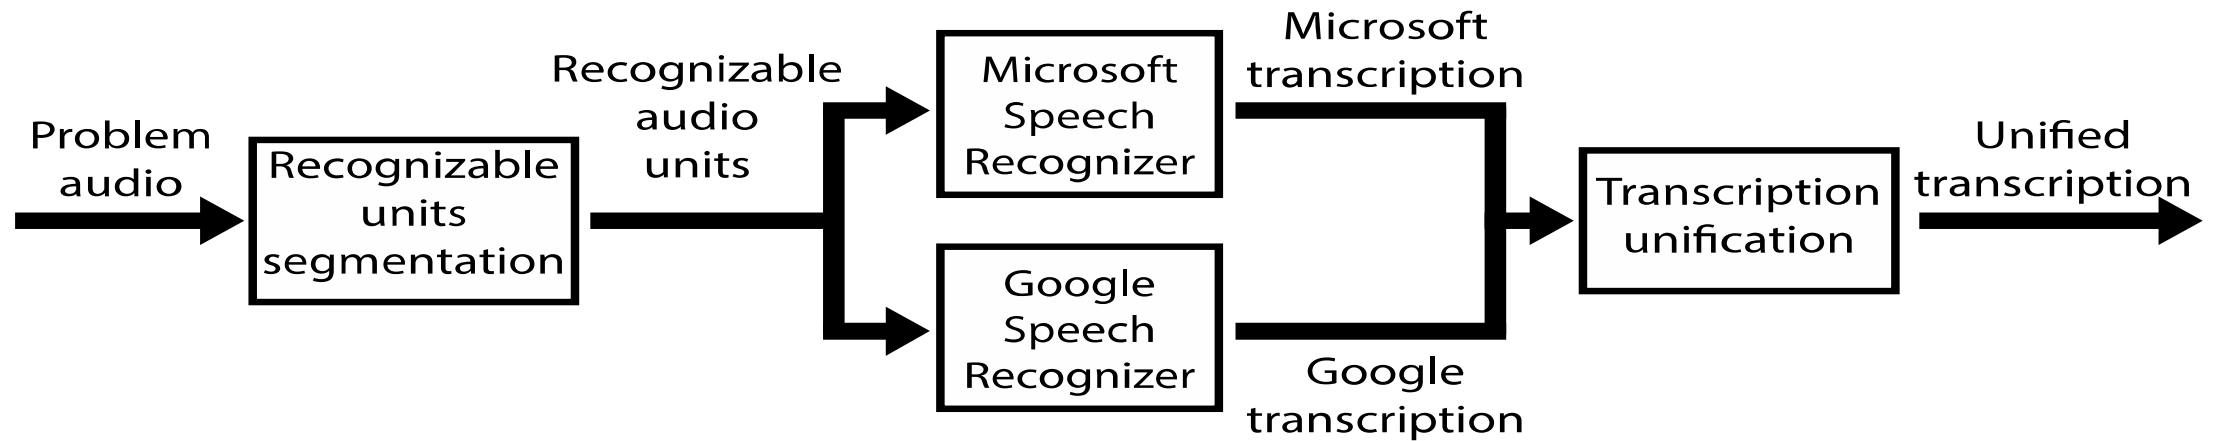 Problem
audio
Recognizable
units
segmentation
Recognizable
audio
units
Microsoft
Speech
Recognizer
Google
Speech
Recognizer
Microsoft
transcription
Google
transcription
Transcription
unification
Unified
transcription